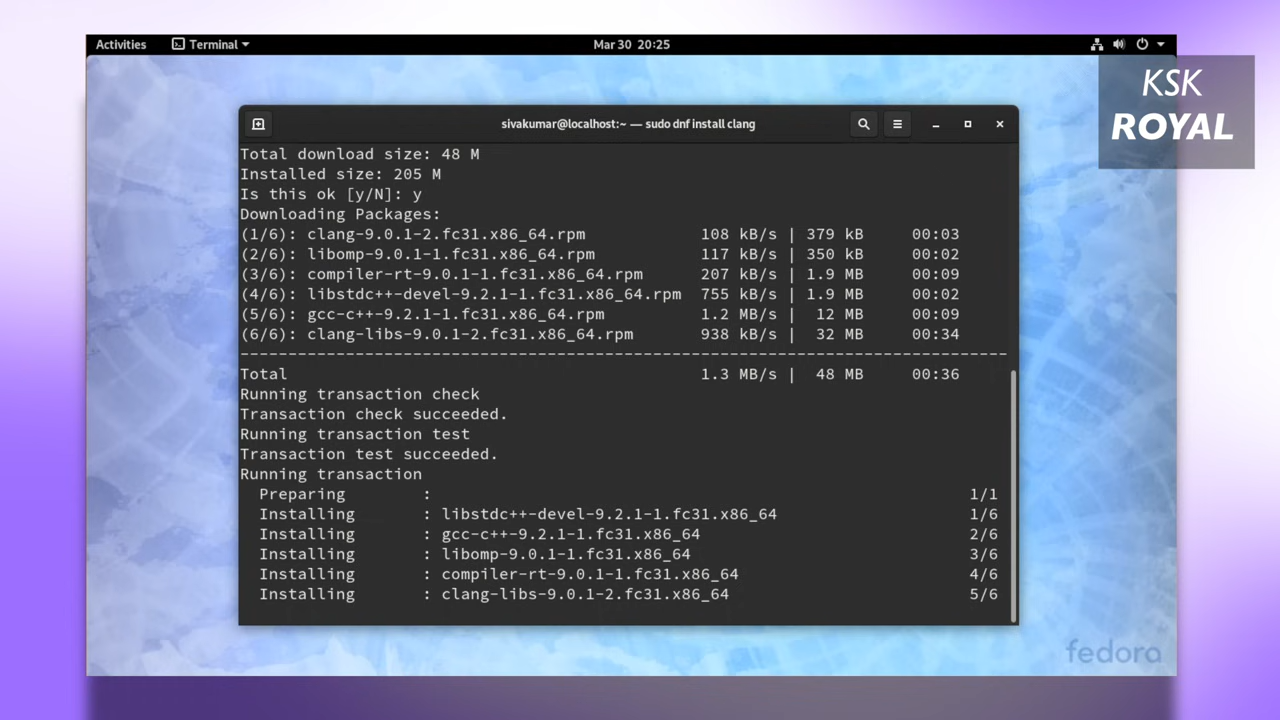 Activities Terminal Mar 30 20:25
KSK
ROYAL
sivakumar@localhost:~ — sudo dnf install clang
Total download size: 48 M
Installed size: 205 M
Is this ok [y/N]: y
Downloading Packages:
(1/6): clang-9.0.1-2.fc31.x86_64.rpm 108 kB/s | 379 kB 00:03
(2/6): libomp-9.0.1-1.fc31.x86_64.rpm 117 kB/s | 350 kB 00:02
(3/6): compiler-rt-9.0.1-1.fc31.x86_64.rpm 207 kB/s | 1.9 MB 00:09
(4/6): libstdc++-devel-9.2.1-1.fc31.x86_64.rpm 755 kB/s | 1.9 MB 00:02
(5/6): gcc-c++-9.2.1-1.fc31.x86_64.rpm 1.2 MB/s | 12 MB 00:09
(6/6): clang-libs-9.0.1-2.fc31.x86_64.rpm 938 kB/s | 32 MB 00:34
--------------------------------------------------------------------------------
Total 1.3 MB/s | 48 MB 00:36
Running transaction check
Transaction check succeeded.
Running transaction test
Transaction test succeeded.
Running transaction
Preparing : 1/1
Installing : libstdc++-devel-9.2.1-1.fc31.x86_64 1/6
Installing : gcc-c++-9.2.1-1.fc31.x86_64 2/6
Installing : libomp-9.0.1-1.fc31.x86_64 3/6
Installing : compiler-rt-9.0.1-1.fc31.x86_64 4/6
Installing : clang-libs-9.0.1-2.fc31.x86_64 5/6
fedora